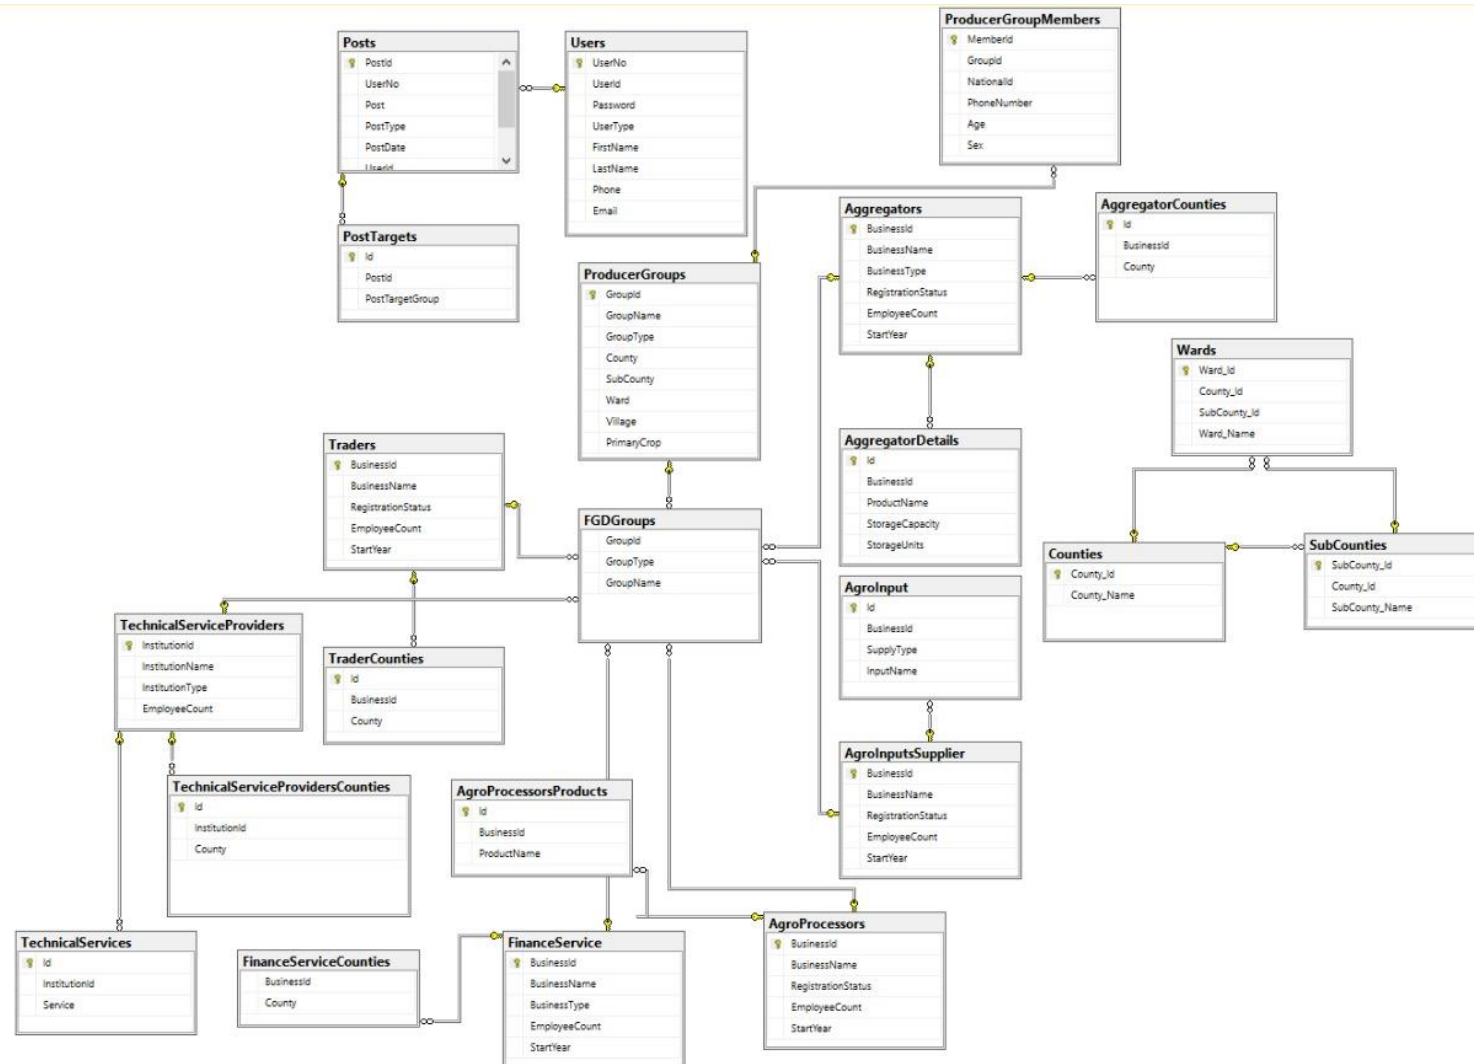 Posts
PostId
UserNo
Post
PostType
PostDate
UserId
Users
UserNo
UserId
Password
UserType
FirstName
LastName
Phone
Email
ProducerGroupMembers
MemberId
GroupId
NationalId
PhoneNumber
Age
Sex
PostTargets
Id
PostId
PostTargetGroup
ProducerGroups
GroupId
GroupName
GroupType
County
SubCounty
Ward
Village
PrimaryCrop
Aggregators
BusinessId
BusinessName
BusinessType
RegistrationStatus
EmployeeCount
StartYear
AggregatorCounties
Id
BusinessId
County
Wards
Ward_Id
County_Id
SubCounty_Id
Ward_Name
Traders
BusinessId
BusinessName
RegistrationStatus
EmployeeCount
StartYear
FGDGroups
GroupId
GroupType
GroupName
AggregatorDetails
Id
BusinessId
ProductName
StorageCapacity
StorageUnits
Counties
County_Id
County_Name
SubCounties
SubCounty_Id
County_Id
SubCounty_Name
TechnicalServiceProviders
InstitutionId
InstitutionName
InstitutionType
EmployeeCount
TraderCounties
Id
BusinessId
County
AgroInput
Id
BusinessId
SupplyType
InputName
TechnicalServiceProvidersCounties
Id
InstitutionId
County
AgroProcessorsProducts
Id
BusinessId
ProductName
AgroInputsSupplier
BusinessId
BusinessName
RegistrationStatus
EmployeeCount
StartYear
TechnicalServices
Id
InstitutionId
Service
FinanceServiceCounties
BusinessId
County
FinanceService
BusinessId
BusinessName
BusinessType
EmployeeCount
StartYear
AgroProcessors
BusinessId
BusinessName
RegistrationStatus
EmployeeCount
StartYear